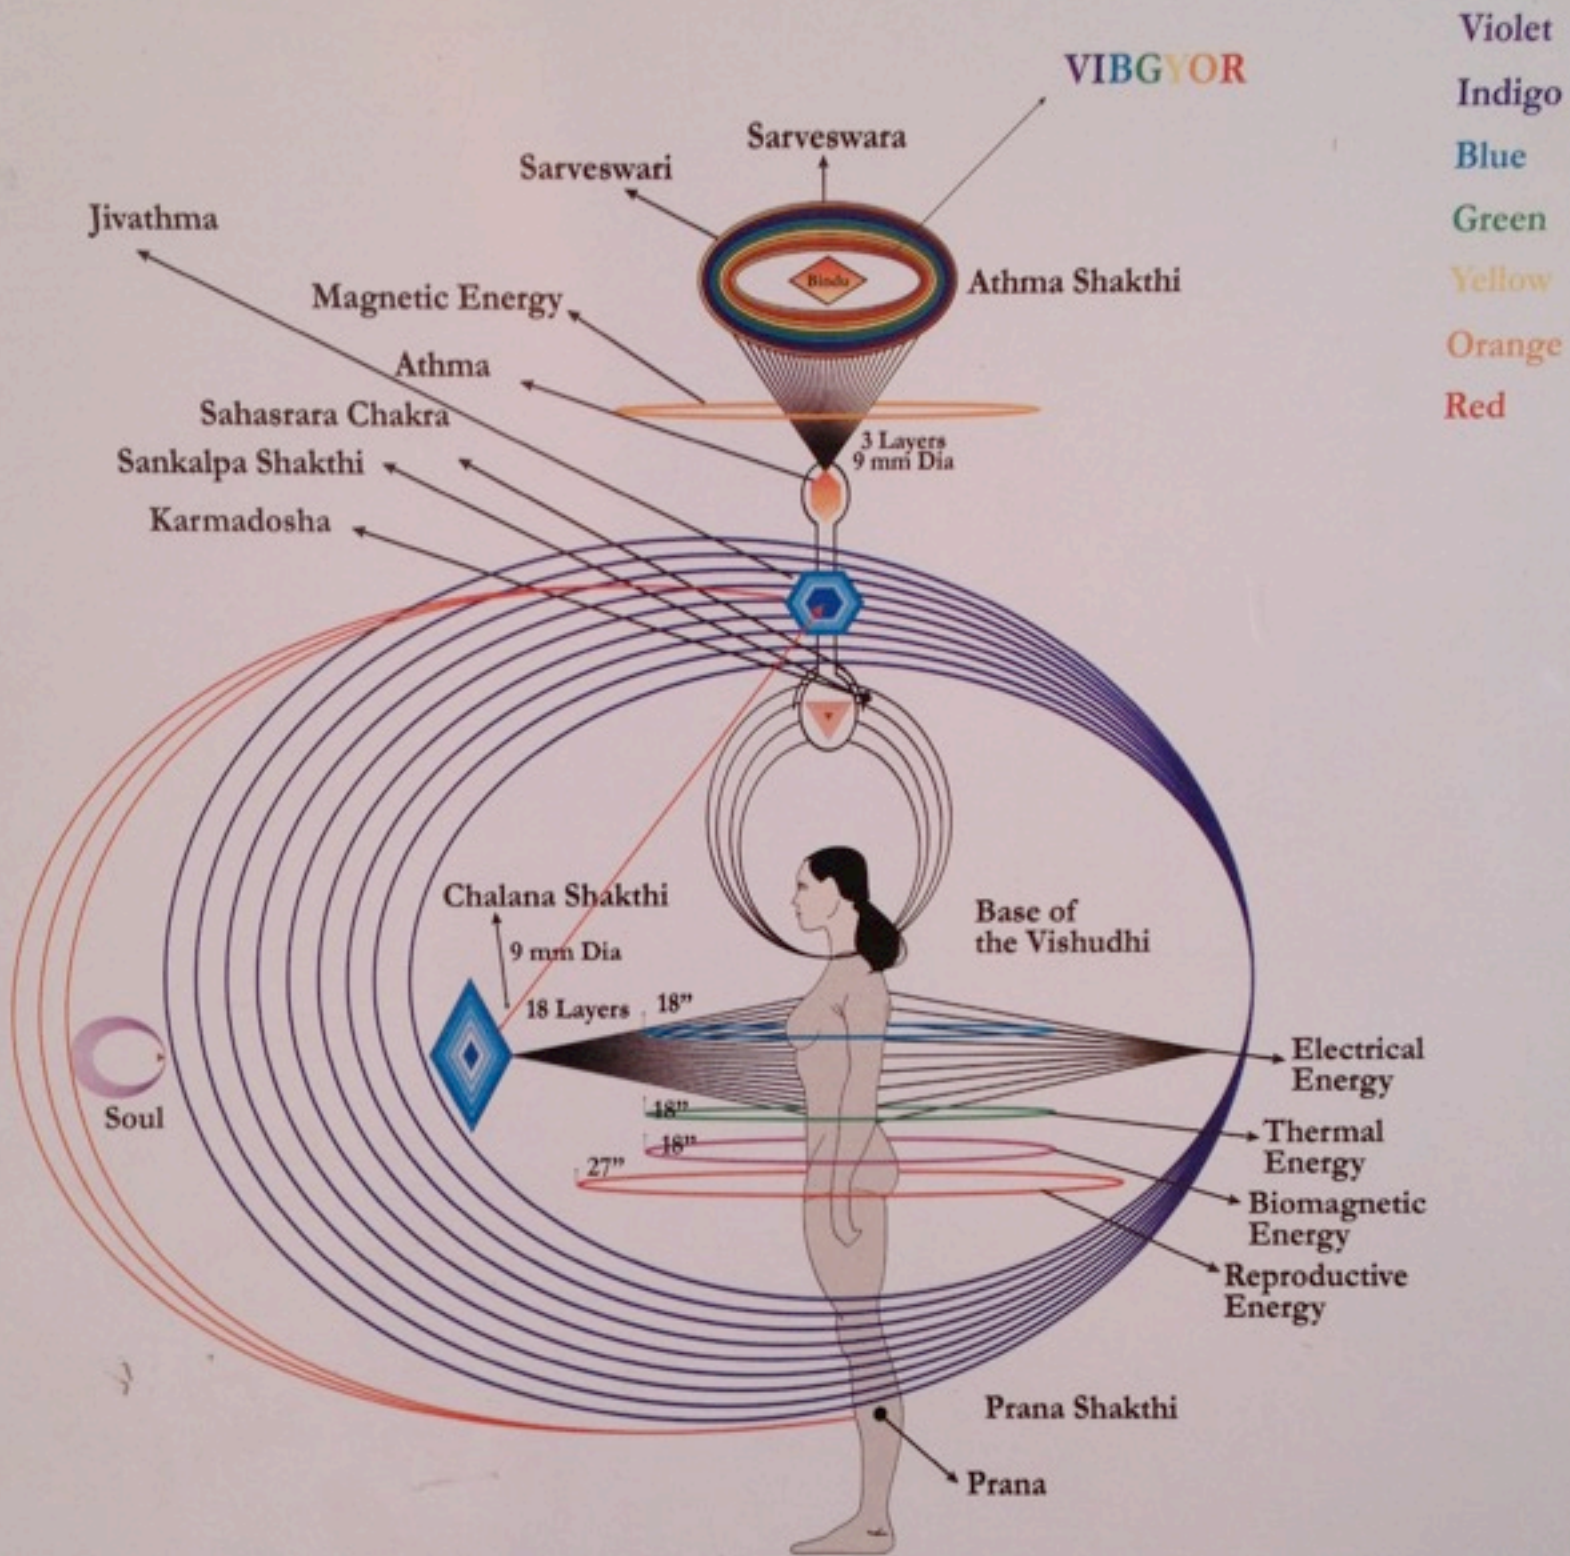 Violet
VIBGYOR
Indigo
Sarveswara
Blue
Sarveswari
Green
Jivathma
Bindu
Athma Shakthi
Yellow
Magnetic Energy
Orange
Athma
Red
Sahasrara Chakra
3 Layers
9 mm Dia
Sankalpa Shakthi
Karmadosha
Chalana Shakthi
Base of
the Vishudhi
9 mm Dia
18 Layers
18”
Electrical
Energy
18”
Soul
Thermal
Energy
18”
27”
Biomagnetic
Energy
Reproductive
Energy
Prana Shakthi
Prana